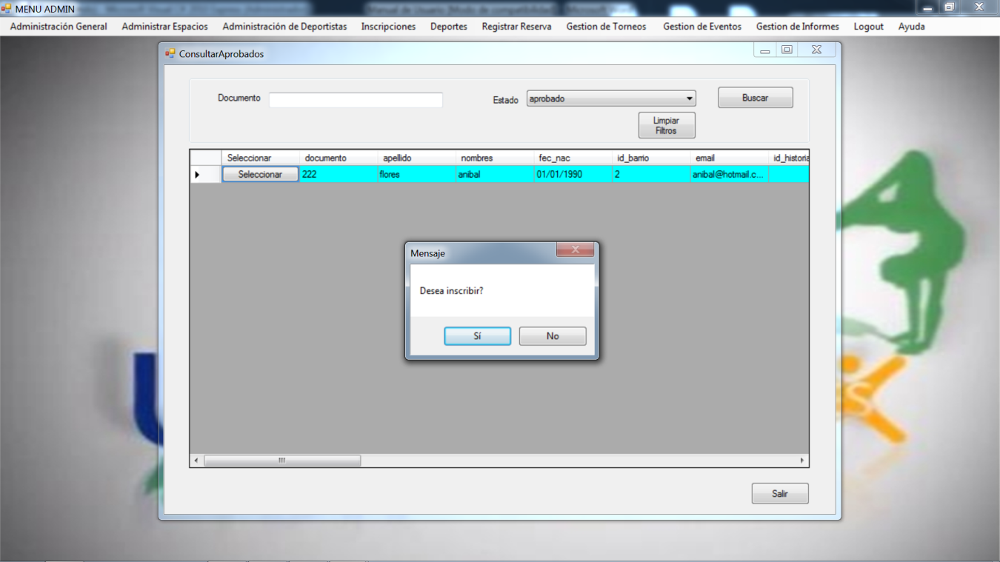 MENU ADMIN
Administración General Administrar Espacios Administración de Deportistas Inscripciones Deportes Registrar Reserva Gestion de Torneos Gestion de Eventos Gestion de Informes Logout Ayuda
ConsultarAprobados
Documento Estado aprobado Buscar
Limpiar
Filtros
Seleccionar documento apellido nombres fec_nac id_barrio email id_historia
Seleccionar 222 flores anibal 01/01/1990 2 anibal@hotmail.c...
Mensaje
Desea inscribir?
Sí No
Salir